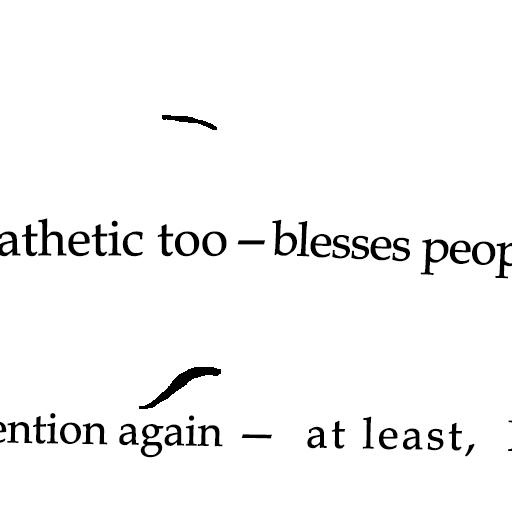 athetic too – blesses peop
ention again – at least,